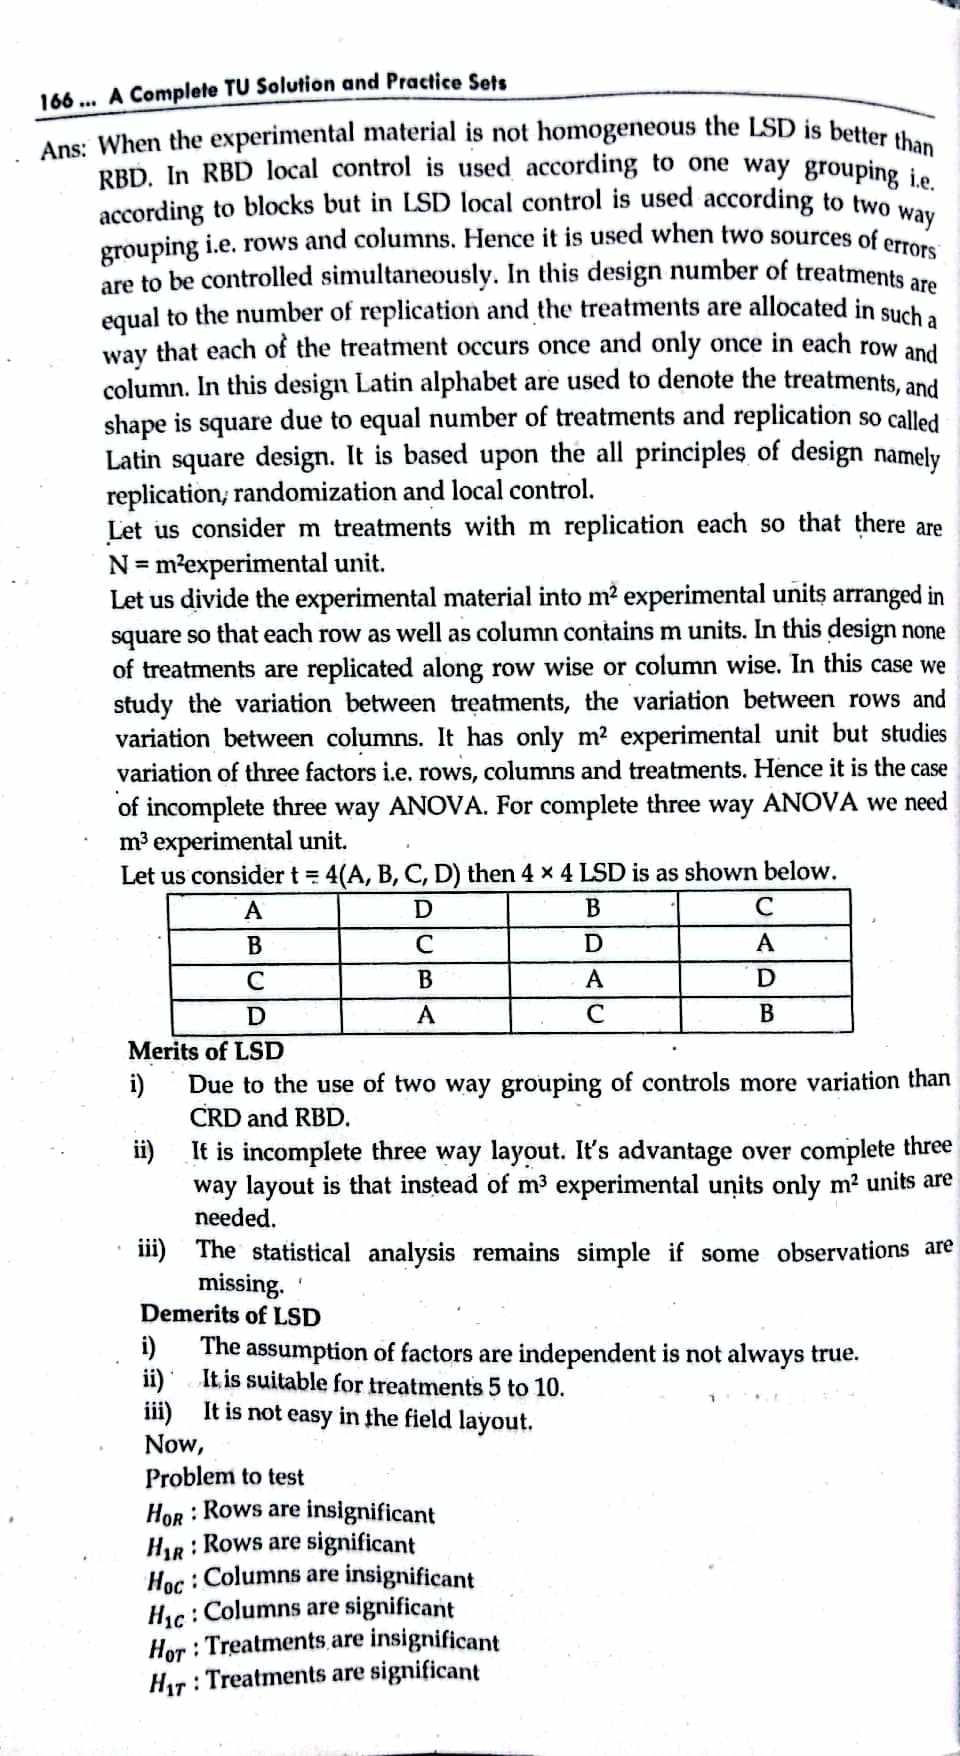 166 ... A Complete TU Solution and Practice Sets
Ans: When the experimental material is not homogeneous the LSD is better than
RBD. In RBD local control is used according to one way grouping i.e.
according to blocks but in LSD local control is used according to two way
grouping i.e. rows and columns. Hence it is used when two sources of errors
are to be controlled simultaneously. In this design number of treatments are
equal to the number of replication and the treatments are allocated in such a
way that each of the treatment occurs once and only once in each row and
column. In this design Latin alphabet are used to denote the treatments, and
shape is square due to equal number of treatments and replication so called
Latin square design. It is based upon the all principles of design namely
replication, randomization and local control.
Let us consider m treatments with m replication each so that there are
N = m²experimental unit.
Let us divide the experimental material into m² experimental units arranged in
square so that each row as well as column contains m units. In this design none
of treatments are replicated along row wise or column wise. In this case we
study the variation between treatments, the variation between rows and
variation between columns. It has only m² experimental unit but studies
variation of three factors i.e. rows, columns and treatments. Hence it is the case
of incomplete three way ANOVA. For complete three way ANOVA we need
m³ experimental unit.
Let us consider t = 4(A, B, C, D) then 4 × 4 LSD is as shown below.
A D B C
B C D A
C B A D
D A C B
Merits of LSD
i) Due to the use of two way grouping of controls more variation than
CRD and RBD.
ii) It is incomplete three way layout. It's advantage over complete three
way layout is that instead of m³ experimental units only m² units are
needed.
iii) The statistical analysis remains simple if some observations are
missing.
Demerits of LSD
i) The assumption of factors are independent is not always true.
ii) It is suitable for treatments 5 to 10.
iii) It is not easy in the field layout.
Now,
Problem to test
H₀R : Rows are insignificant
H₁R : Rows are significant
H₀C : Columns are insignificant
H₁C : Columns are significant
H₀T : Treatments are insignificant
H₁T : Treatments are significant